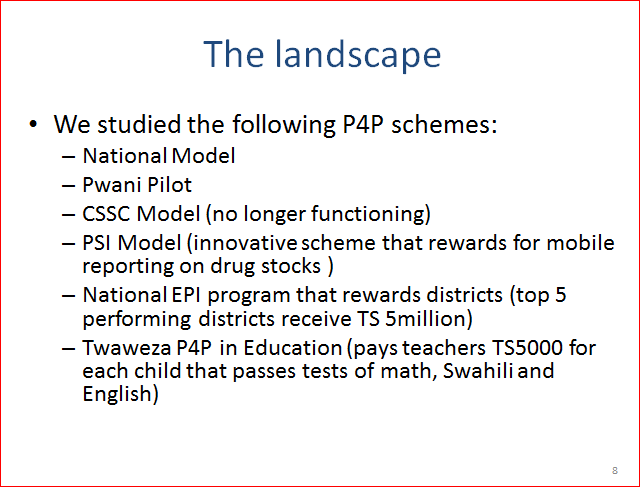 The landscape
• We studied the following P4P schemes:
– National Model
– Pwani Pilot
– CSSC Model (no longer functioning)
– PSI Model (innovative scheme that rewards for mobile
reporting on drug stocks )
– National EPI program that rewards districts (top 5
performing districts receive TS 5million)
– Twaweza P4P in Education (pays teachers TS5000 for
each child that passes tests of math, Swahili and
English)
8